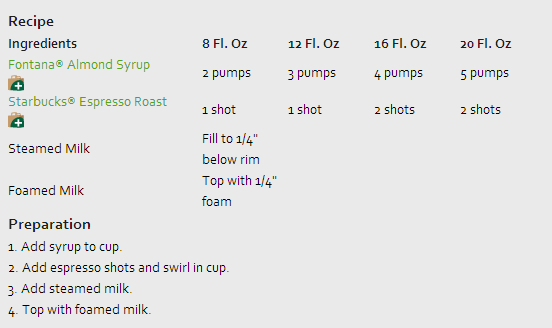 Recipe
Ingredients 8 Fl. Oz 12 Fl. Oz 16 Fl. Oz 20 Fl. Oz
Fontana® Almond Syrup 2 pumps 3 pumps 4 pumps 5 pumps
Starbucks® Espresso Roast 1 shot 1 shot 2 shots 2 shots
Steamed Milk Fill to 1/4"
below rim
Foamed Milk Top with 1/4"
foam
Preparation
1. Add syrup to cup.
2. Add espresso shots and swirl in cup.
3. Add steamed milk.
4. Top with foamed milk.